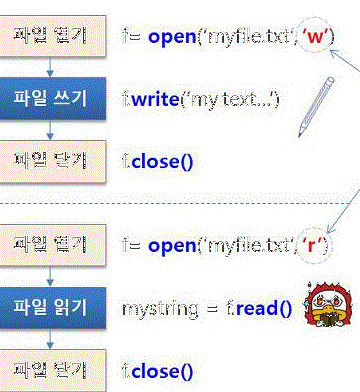 파일 열기 f= open('myfile.txt', 'w')
파일 쓰기 f.write('my text...')
파일 닫기 f.close()
파일 열기 f= open('myfile.txt', 'r')
파일 읽기 mystring = f.read()
파일 닫기 f.close()